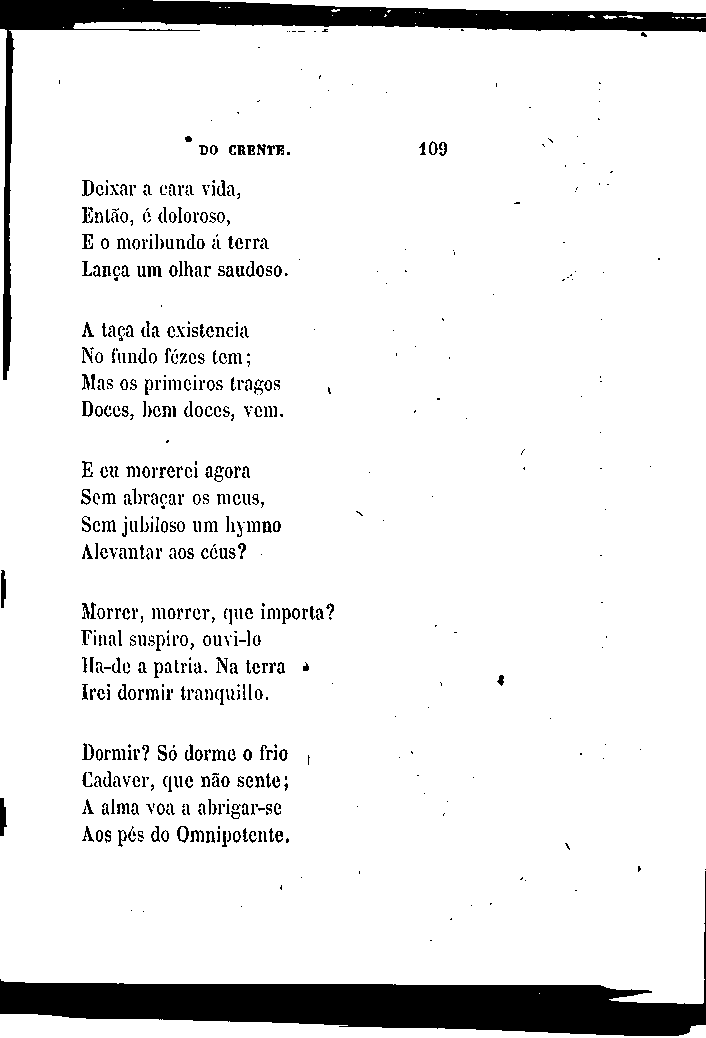 DO CRENTE. 109
Deixar a cara vida,
Então, é doloroso,
E o moribundo á terra
Lança um olhar saudoso.
A taça da existencia
No fundo fézes tem;
Mas os primeiros tragos
Doces, bem doces, vem.
E eu morrerei agora
Sem abraçar os meus,
Sem jubiloso um hymno
Alevantar aos céus?
Morrer, morrer, que importa?
Final suspiro, ouvi-lo
Ha-de a patria. Na terra
Irei dormir tranquillo.
Dormir? Só dorme o frio
Cadaver, que não sente;
A alma voa a abrigar-se
Aos pés do Omnipotente.